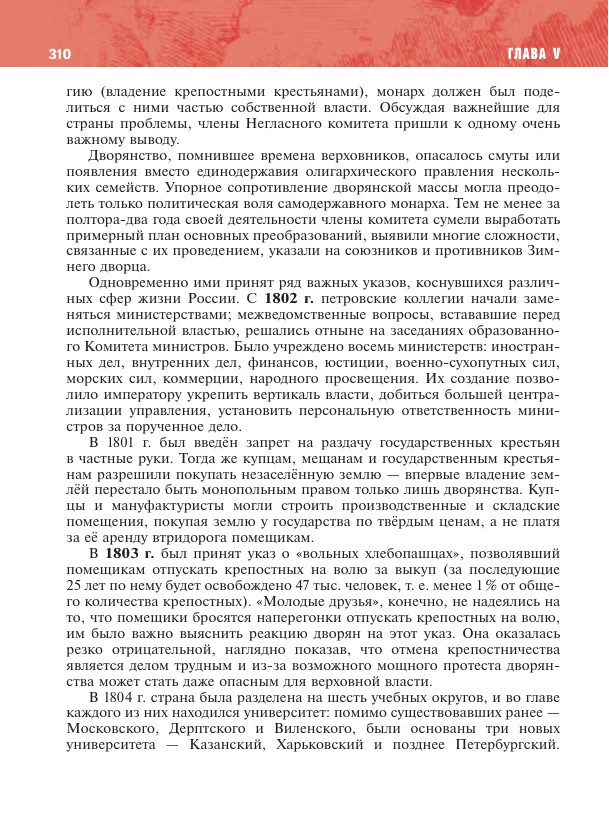 310
ГЛАВА V
гию (владение крепостными крестьянами), монарх должен был поде-
литься с ними частью собственной власти. Обсуждая важнейшие для
страны проблемы, члены Негласного комитета пришли к одному очень
важному выводу.
Дворянство, помнившее времена верховников, опасалось смуты или
появления вместо единодержавия олигархического правления несколь-
ких семейств. Упорное сопротивление дворянской массы могла преодо-
леть только политическая воля самодержавного монарха. Тем не менее за
полтора-два года своей деятельности члены комитета сумели выработать
примерный план основных преобразований, выявили многие сложности,
связанные с их проведением, указали на союзников и противников Зим-
него дворца.
Одновременно ими принят ряд важных указов, коснувшихся различ-
ных сфер жизни России. С 1802 г. петровские коллегии начали заме-
няться министерствами; межведомственные вопросы, встававшие перед
исполнительной властью, решались отныне на заседаниях образованно-
го Комитета министров. Было учреждено восемь министерств: иностран-
ных дел, внутренних дел, финансов, юстиции, военно-сухопутных сил,
морских сил, коммерции, народного просвещения. Их создание позво-
лило императору укрепить вертикаль власти, добиться большей центра-
лизации управления, установить персональную ответственность мини-
стров за порученное дело.
В 1801 г. был введён запрет на раздачу государственных крестьян
в частные руки. Тогда же купцам, мещанам и государственным крестья-
нам разрешили покупать незаселённую землю — впервые владение зем-
лёй перестало быть монопольным правом только лишь дворянства. Куп-
цы и мануфактуристы могли строить производственные и складские
помещения, покупая землю у государства по твёрдым ценам, а не платя
за её аренду втридорога помещикам.
В 1803 г. был принят указ о «вольных хлебопашцах», позволявший
помещикам отпускать крепостных на волю за выкуп (за последующие
25 лет по нему будет освобождено 47 тыс. человек, т. е. менее 1 % от обще-
го количества крепостных). «Молодые друзья», конечно, не надеялись на
то, что помещики бросятся наперегонки отпускать крепостных на волю,
им было важно выяснить реакцию дворян на этот указ. Она оказалась
резко отрицательной, наглядно показав, что отмена крепостничества
является делом трудным и из-за возможного мощного протеста дворян-
ства может стать даже опасным для верховной власти.
В 1804 г. страна была разделена на шесть учебных округов, и во главе
каждого из них находился университет: помимо существовавших ранее —
Московского, Дерптского и Виленского, были основаны три новых
университета — Казанский, Харьковский и позднее Петербургский.